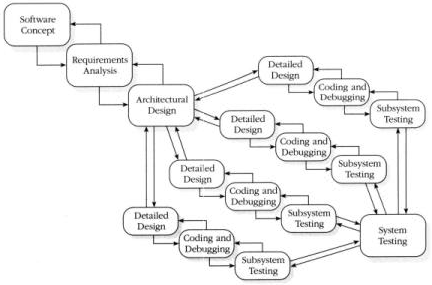 Software
Concept
Requirements
Analysis
Architectural
Design
Detailed
Design
Coding and
Debugging
Subsystem
Testing
Detailed
Design
Coding and
Debugging
Subsystem
Testing
Detailed
Design
Coding and
Debugging
Subsystem
Testing
Detailed
Design
Coding and
Debugging
Subsystem
Testing
System
Testing